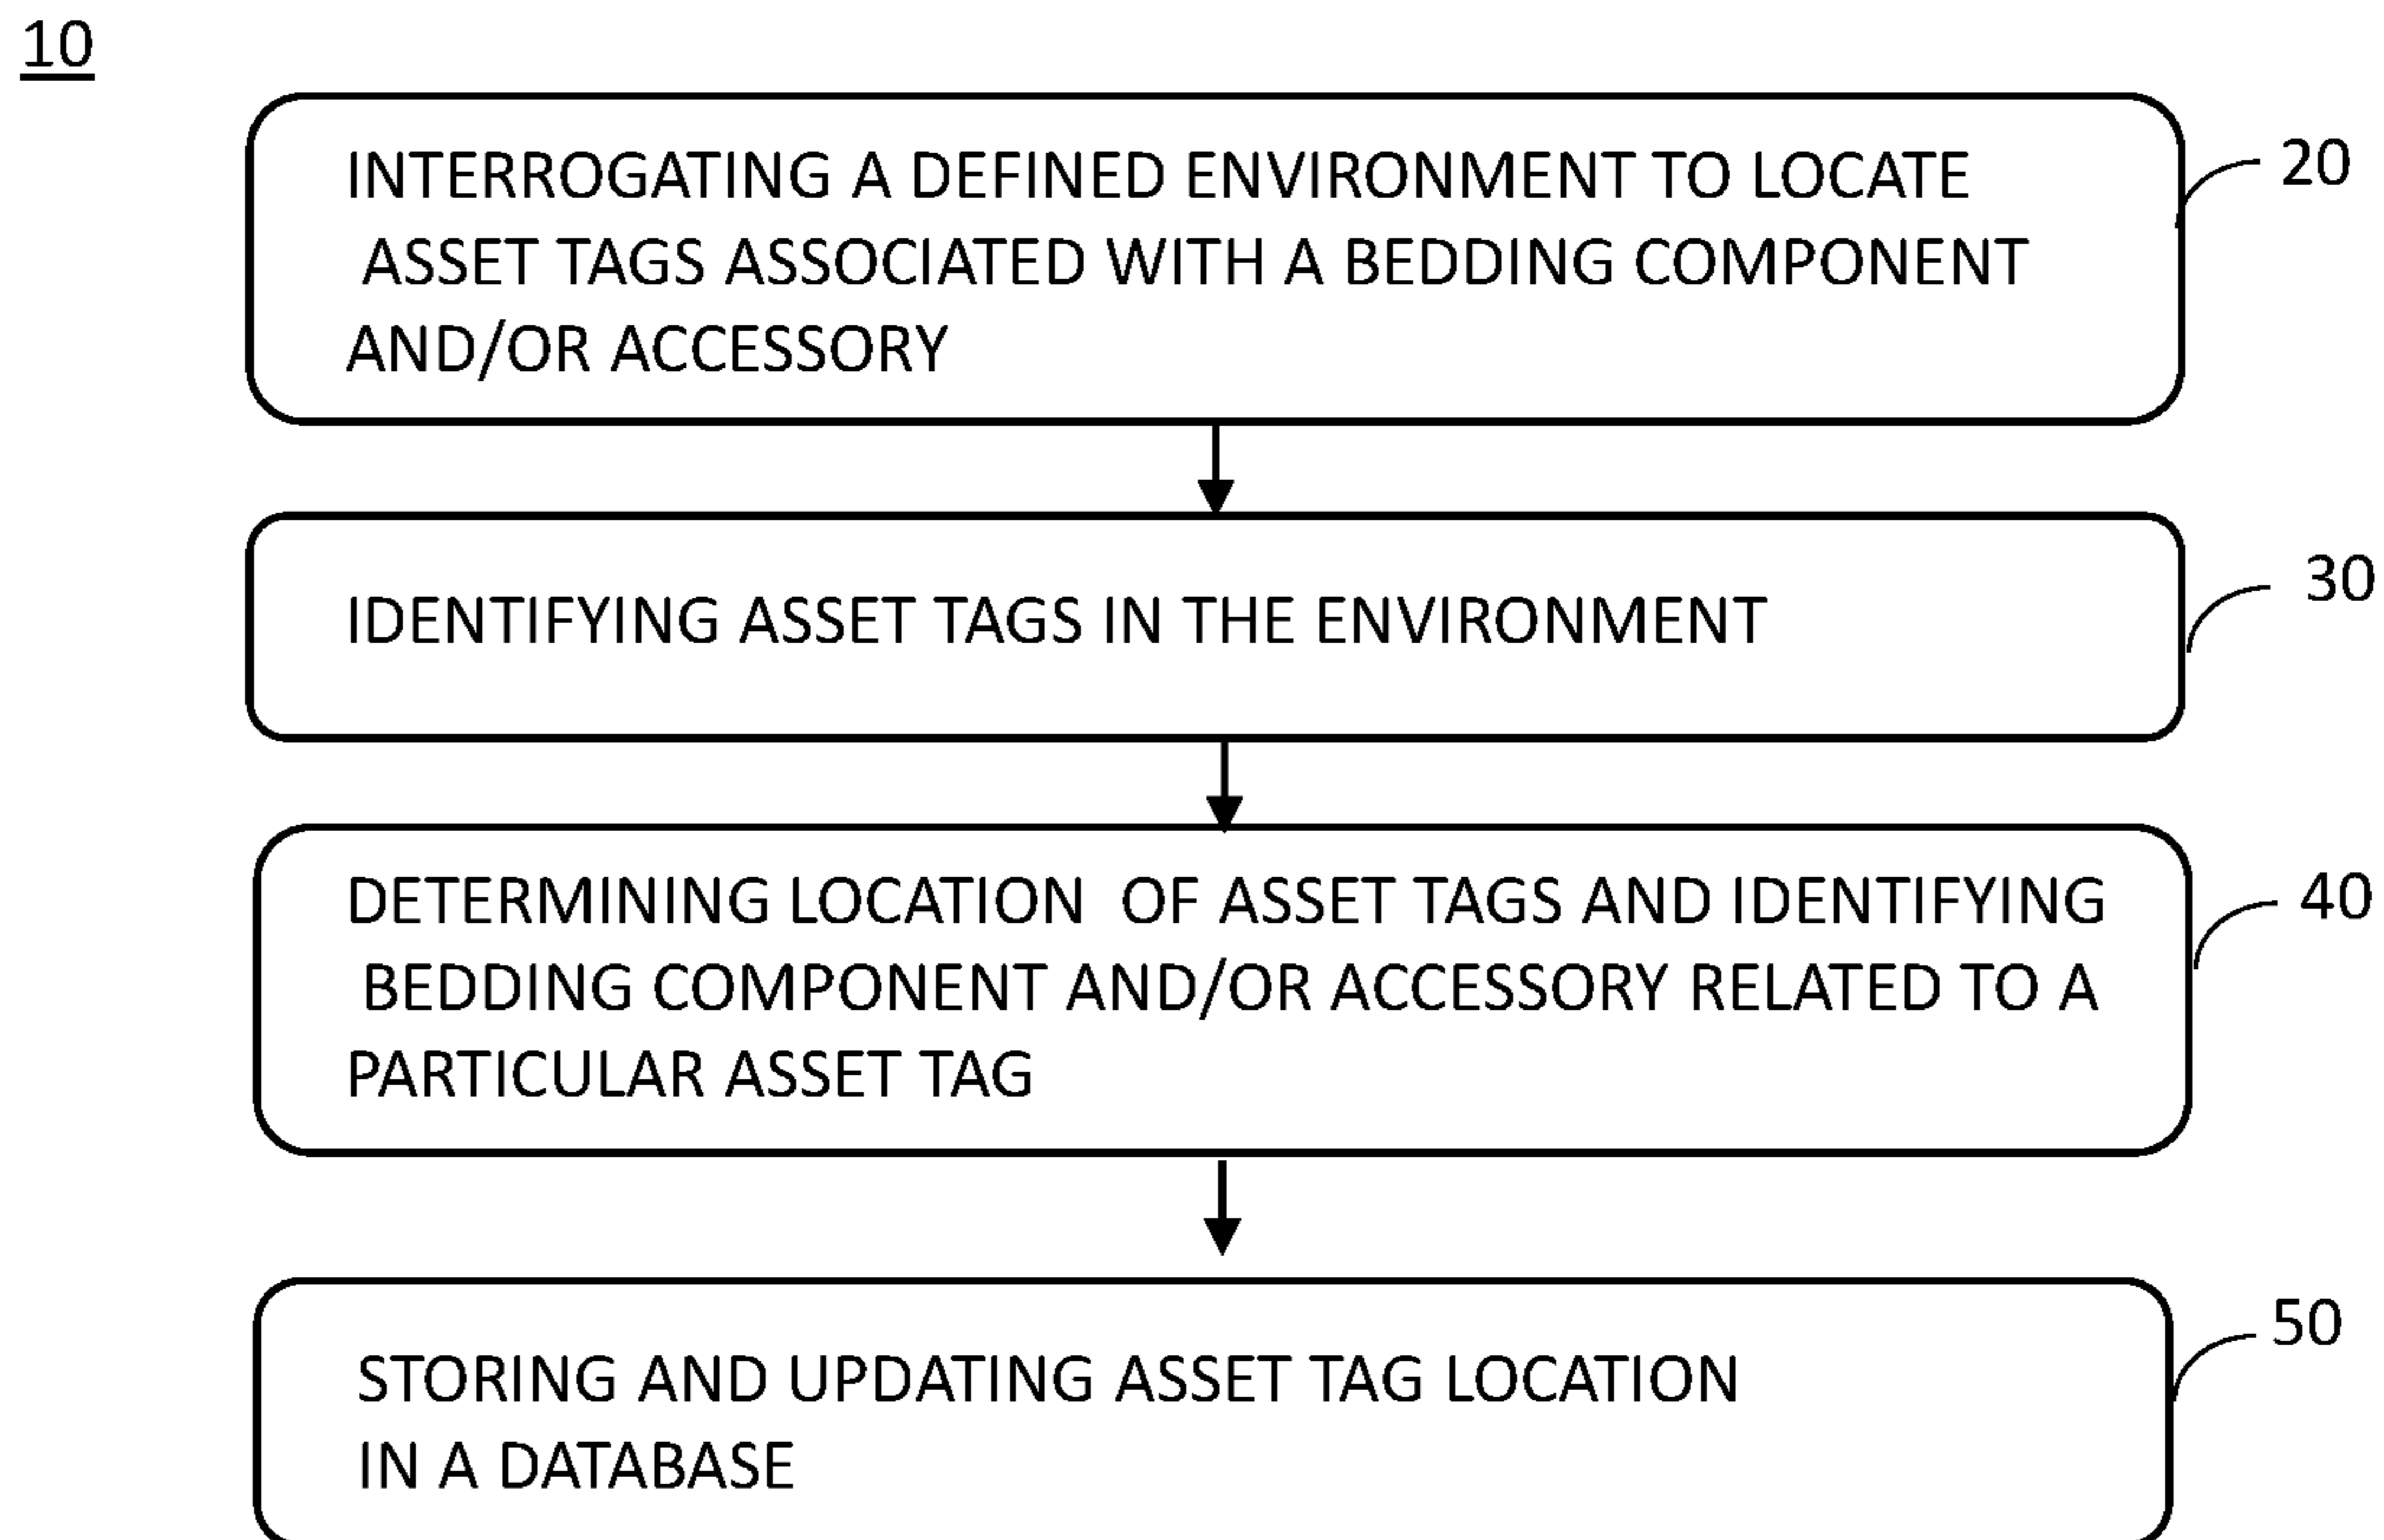 10
INTERROGATING A DEFINED ENVIRONMENT TO LOCATE
ASSET TAGS ASSOCIATED WITH A BEDDING COMPONENT
AND/OR ACCESSORY
20
IDENTIFYING ASSET TAGS IN THE ENVIRONMENT
30
DETERMINING LOCATION OF ASSET TAGS AND IDENTIFYING
BEDDING COMPONENT AND/OR ACCESSORY RELATED TO A
PARTICULAR ASSET TAG
40
STORING AND UPDATING ASSET TAG LOCATION
IN A DATABASE
50